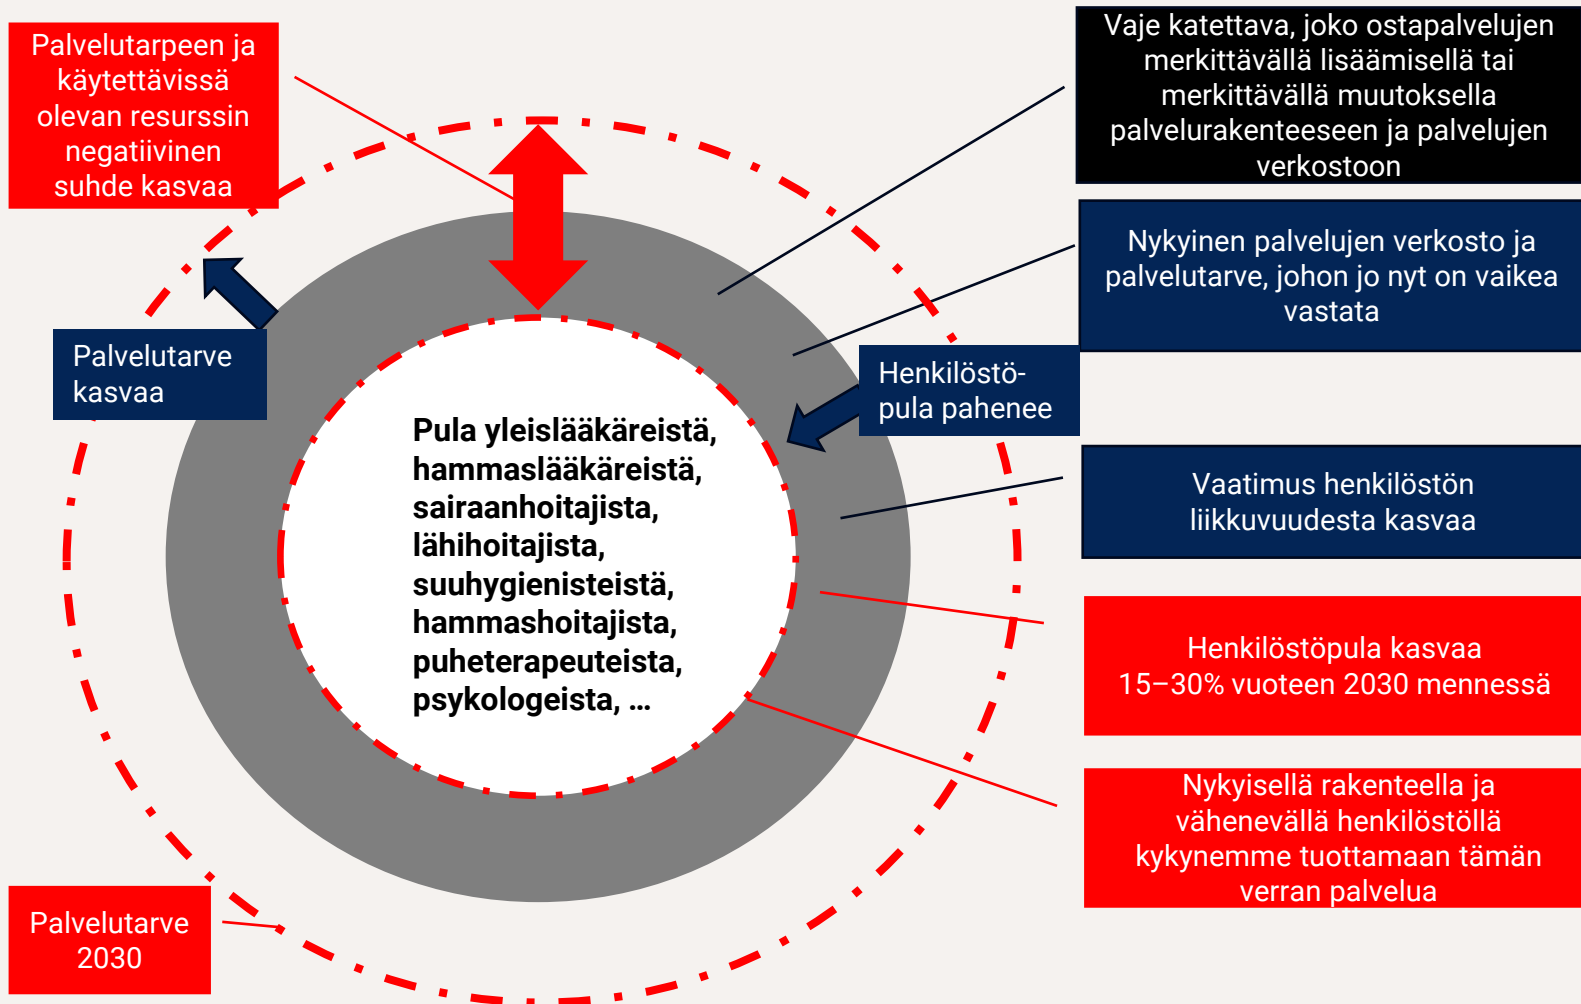 Palvelutarpeen ja
käytettävissä
olevan resurssin
negatiivinen
suhde kasvaa
Vaje katettava, joko ostapalvelujen
merkittävällä lisäämisellä tai
merkittävällä muutoksella
palvelurakenteeseen ja palvelujen
verkostoon
Nykyinen palvelujen verkosto ja
palvelutarve, johon jo nyt on vaikea
vastata
Palvelutarve
kasvaa
Henkilöstö-
pula pahenee
Pula yleislääkäreistä,
hammaslääkäreistä,
sairaanhoitajista,
lähihoitajista,
suuhygienisteistä,
hammashoitajista,
puheterapeuteista,
psykologeista, ...
Vaatimus henkilöstön
liikkuvuudesta kasvaa
Henkilöstöpula kasvaa
15–30% vuoteen 2030 mennessä
Nykyisellä rakenteella ja
vähenevällä henkilöstöllä
kykynemme tuottamaan tämän
verran palvelua
Palvelutarve
2030